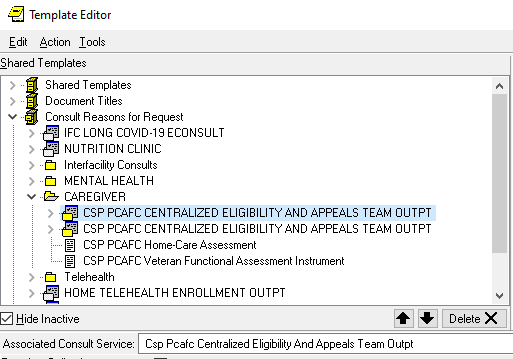 Template Editor
Edit Action Tools
Shared Templates
Shared Templates
Document Titles
Consult Reasons for Request
IFC LONG COVID-19 ECONSULT
NUTRITION CLINIC
Interfacility Consults
MENTAL HEALTH
CAREGIVER
CSP PCAFC CENTRALIZED ELIGIBILITY AND APPEALS TEAM OUTPT
CSP PCAFC CENTRALIZED ELIGIBILITY AND APPEALS TEAM OUTPT
CSP PCAFC Home-Care Assessment
CSP PCAFC Veteran Functional Assessment Instrument
Telehealth
HOME TELEHEALTH ENROLLMENT OUTPT
Hide Inactive Delete
Associated Consult Service: Csp Pcafc Centralized Eligibility And Appeals Team Outpt